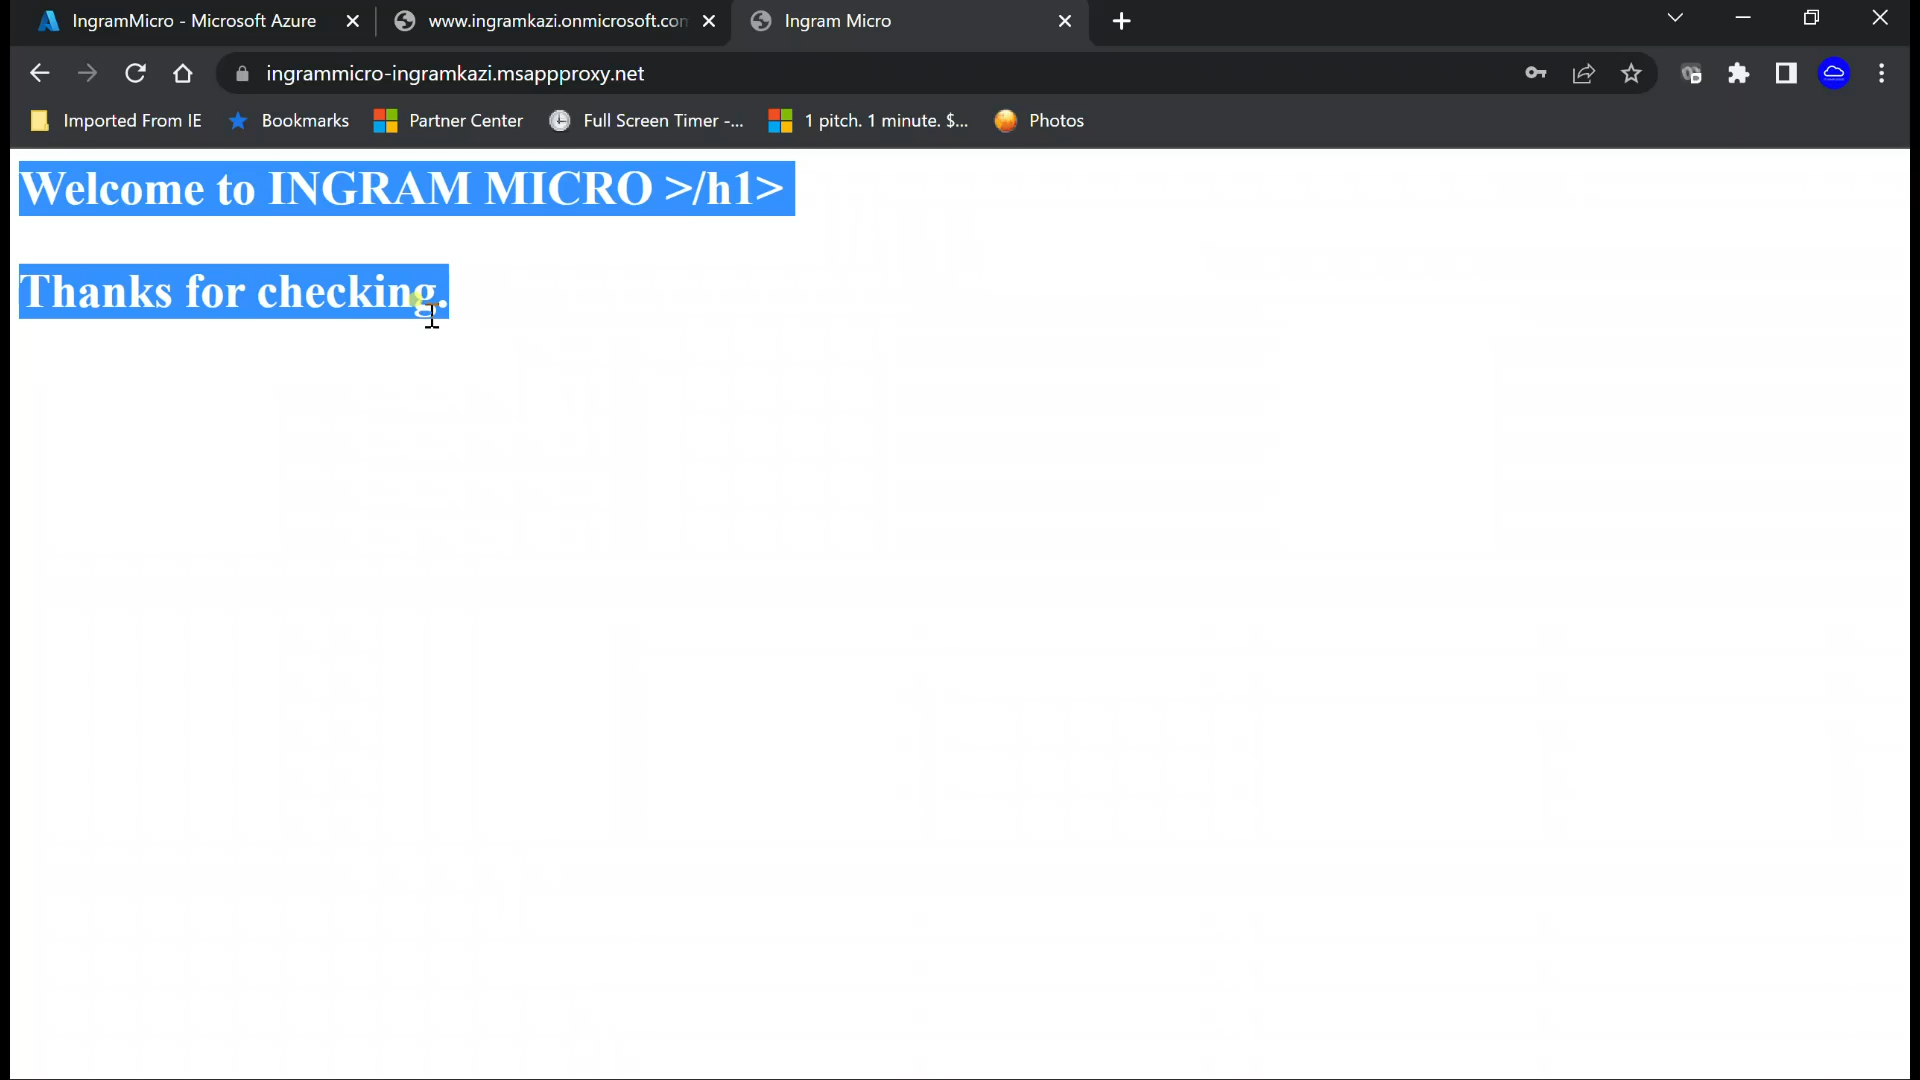 IngramMicro - Microsoft Azure
www.ingramkazi.onmicrosoft.com
Ingram Micro
ingrammicro-ingramkazi.msappproxy.net
Imported From IE
Bookmarks
Partner Center
Full Screen Timer -...
1 pitch. 1 minute. $...
Photos
Welcome to INGRAM MICRO >/h1>
Thanks for checking.